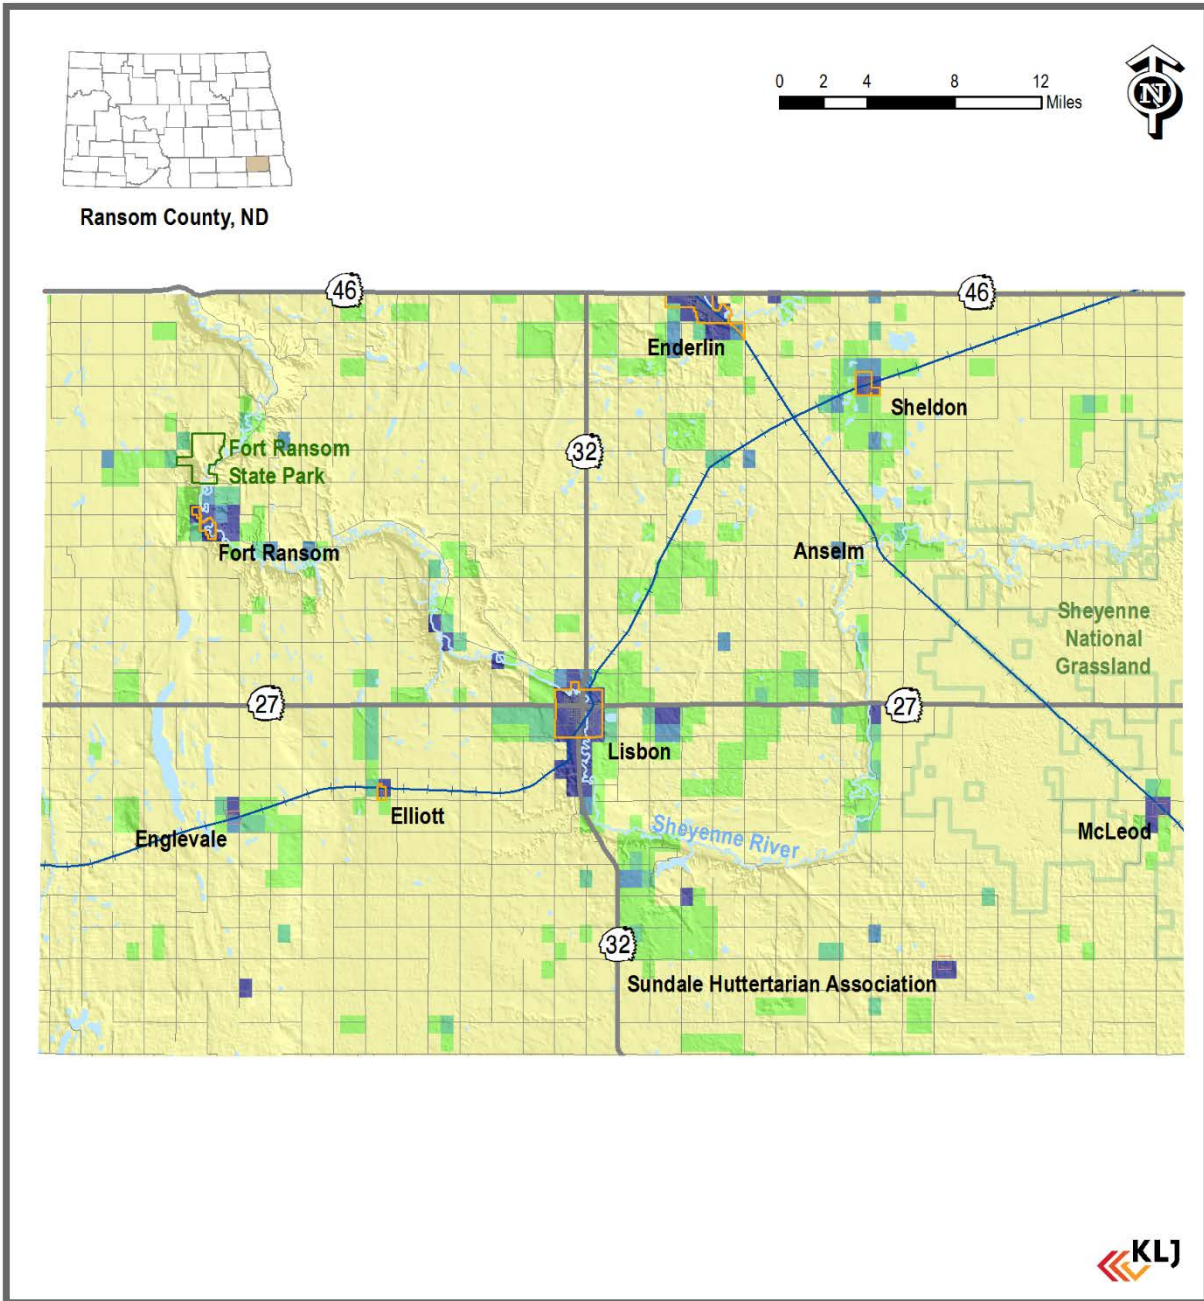 0 2 4 8 12
Miles
N
Ransom County, ND
46
46
Enderlin
Sheldon
32
Fort Ransom
State Park
Fort Ransom
Anselm
Sheyenne
National
Grassland
27
27
Lisbon
Elliott
Englevale
Sheyenne River
McLeod
32
Sundale Huttertarian Association
KLJ